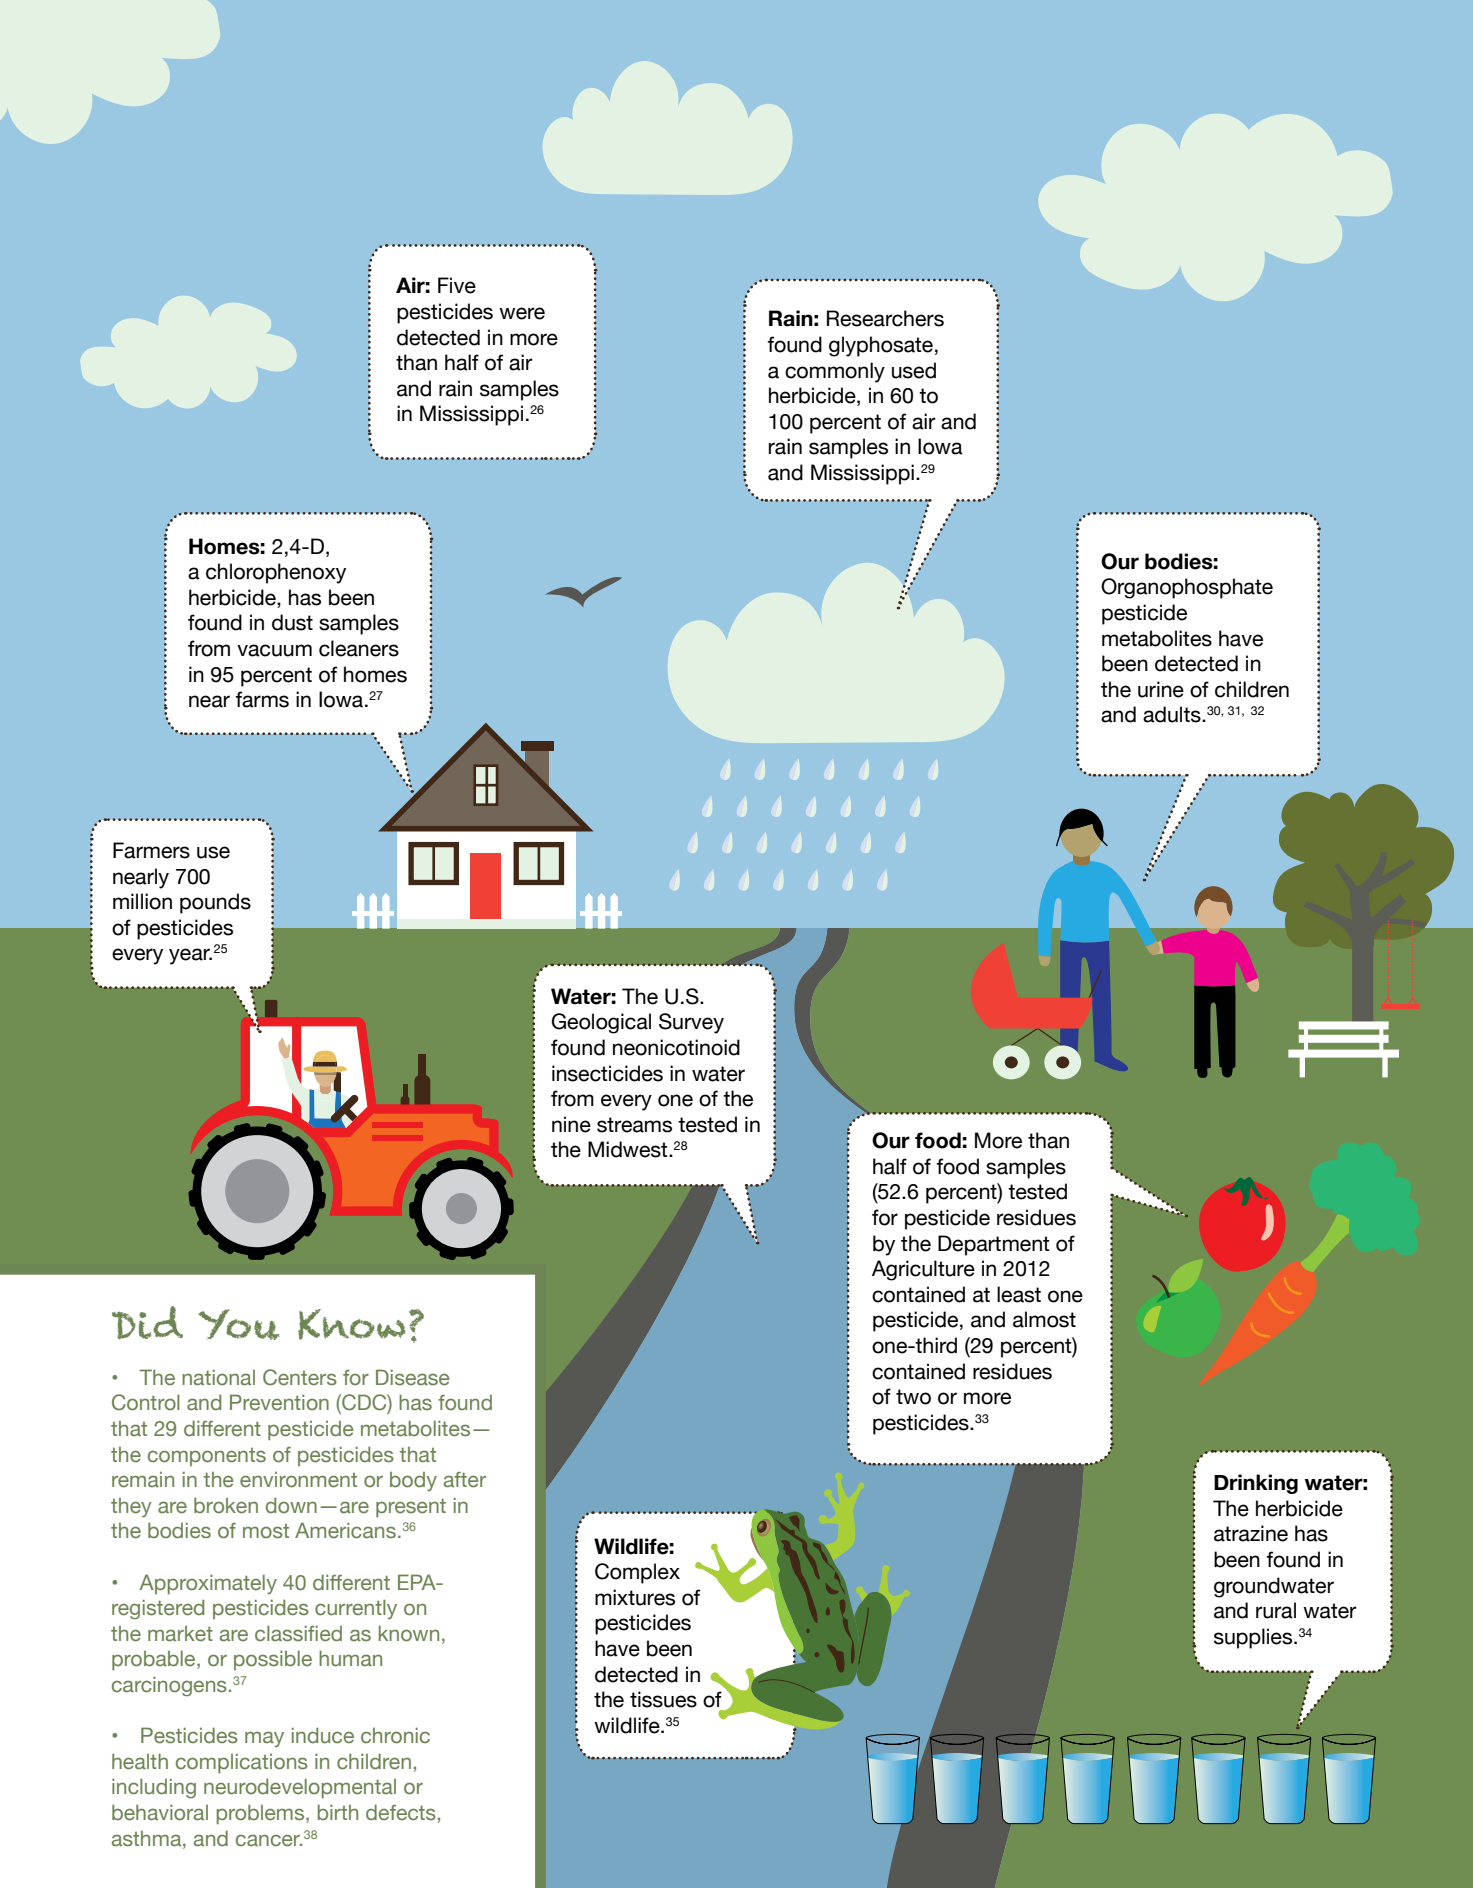 Air: Five
pesticides were
detected in more
than half of air
and rain samples
in Mississippi.26
Rain: Researchers
found glyphosate,
a commonly used
herbicide, in 60 to
100 percent of air and
rain samples in Iowa
and Mississippi.29
Homes: 2,4-D,
a chlorophenoxy
herbicide, has been
found in dust samples
from vacuum cleaners
in 95 percent of homes
near farms in Iowa.27
Our bodies:
Organophosphate
pesticide
metabolites have
been detected in
the urine of children
and adults.30, 31, 32
Farmers use
nearly 700
million pounds
of pesticides
every year.25
Water: The U.S.
Geological Survey
found neonicotinoid
insecticides in water
from every one of the
nine streams tested in
the Midwest.28
Our food: More than
half of food samples
(52.6 percent) tested
for pesticide residues
by the Department of
Agriculture in 2012
contained at least one
pesticide, and almost
one-third (29 percent)
contained residues
of two or more
pesticides.33
Did You Know?
• The national Centers for Disease
Control and Prevention (CDC) has found
that 29 different pesticide metabolites—
the components of pesticides that
remain in the environment or body after
they are broken down—are present in
the bodies of most Americans.36
• Approximately 40 different EPA-
registered pesticides currently on
the market are classified as known,
probable, or possible human
carcinogens.37
• Pesticides may induce chronic
health complications in children,
including neurodevelopmental or
behavioral problems, birth defects,
asthma, and cancer.38
Wildlife:
Complex
mixtures of
pesticides
have been
detected in
the tissues of
wildlife.35
Drinking water:
The herbicide
atrazine has
been found in
groundwater
and rural water
supplies.34